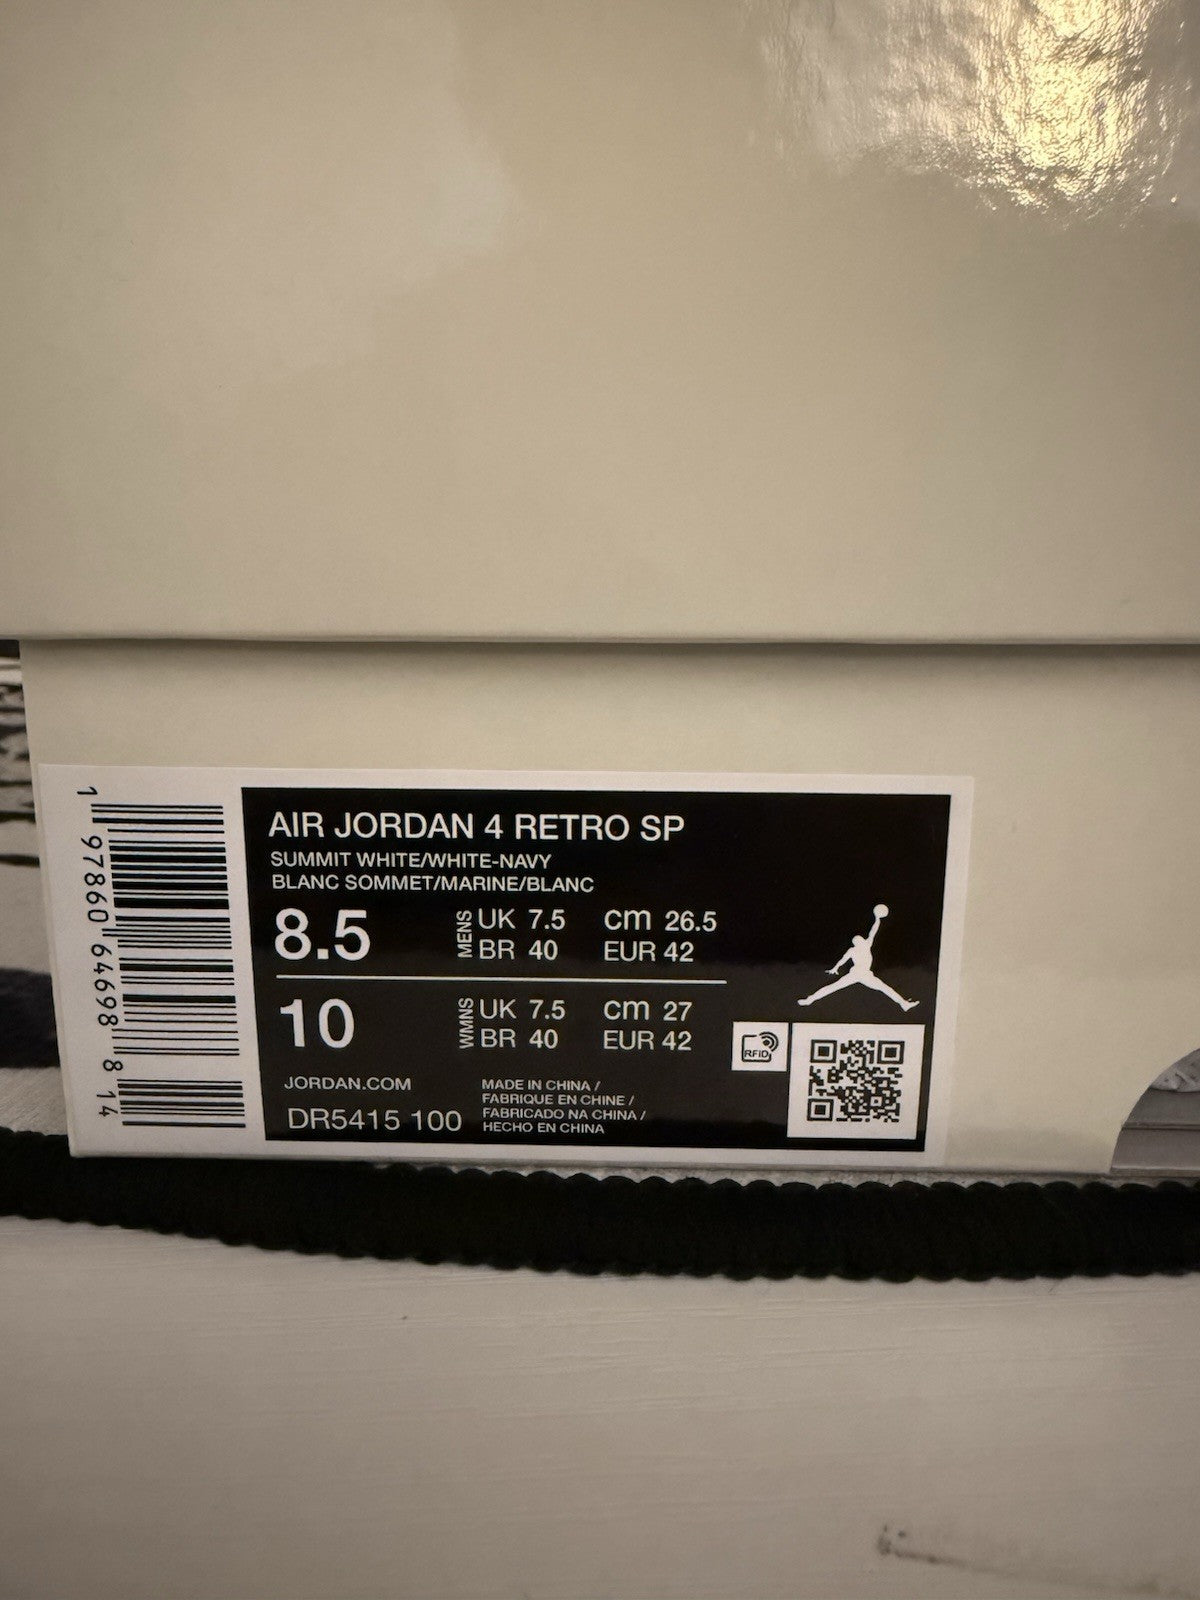 AIR JORDAN 4 RETRO SP
SUMMIT WHITE/WHITE-NAVY
BLANC SOMMET/MARINE/BLANC
8.5 MENS UK 7.5 cm 26.5
BR 40 EUR 42
10 WMNS UK 7.5 cm 27
BR 40 EUR 42
JORDAN.COM
DR5415 100
MADE IN CHINA /
FABRIQUE EN CHINE /
FABRICADO NA CHINA /
HECHO EN CHINA
RFID
1 97860 64698 8 14